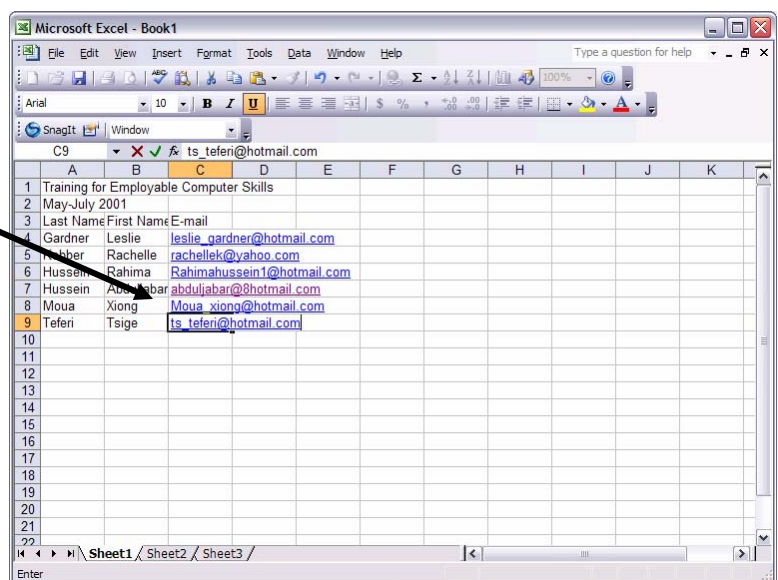 Microsoft Excel - Book1
File Edit View Insert Format Tools Data Window Help Type a question for help
100%
Arial 10 B I U $ % ,
SnagIt Window
C9 fx ts_teferi@hotmail.com
A B C D E F G H I J K
1 Training for Employable Computer Skills
2 May-July 2001
3 Last Name First Name E-mail
4 Gardner Leslie leslie_gardner@hotmail.com
5 Rachelle rachellek@yahoo.com
6 Hussein Rahima Rahimahussein1@hotmail.com
7 Hussein Abduljabar abduljabar@8hotmail.com
8 Moua Xiong Moua_xiong@hotmail.com
9 Teferi Tsige ts_teferi@hotmail.com
10
11
12
13
14
15
16
17
18
19
20
21
22
Sheet1 Sheet2 Sheet3
Enter